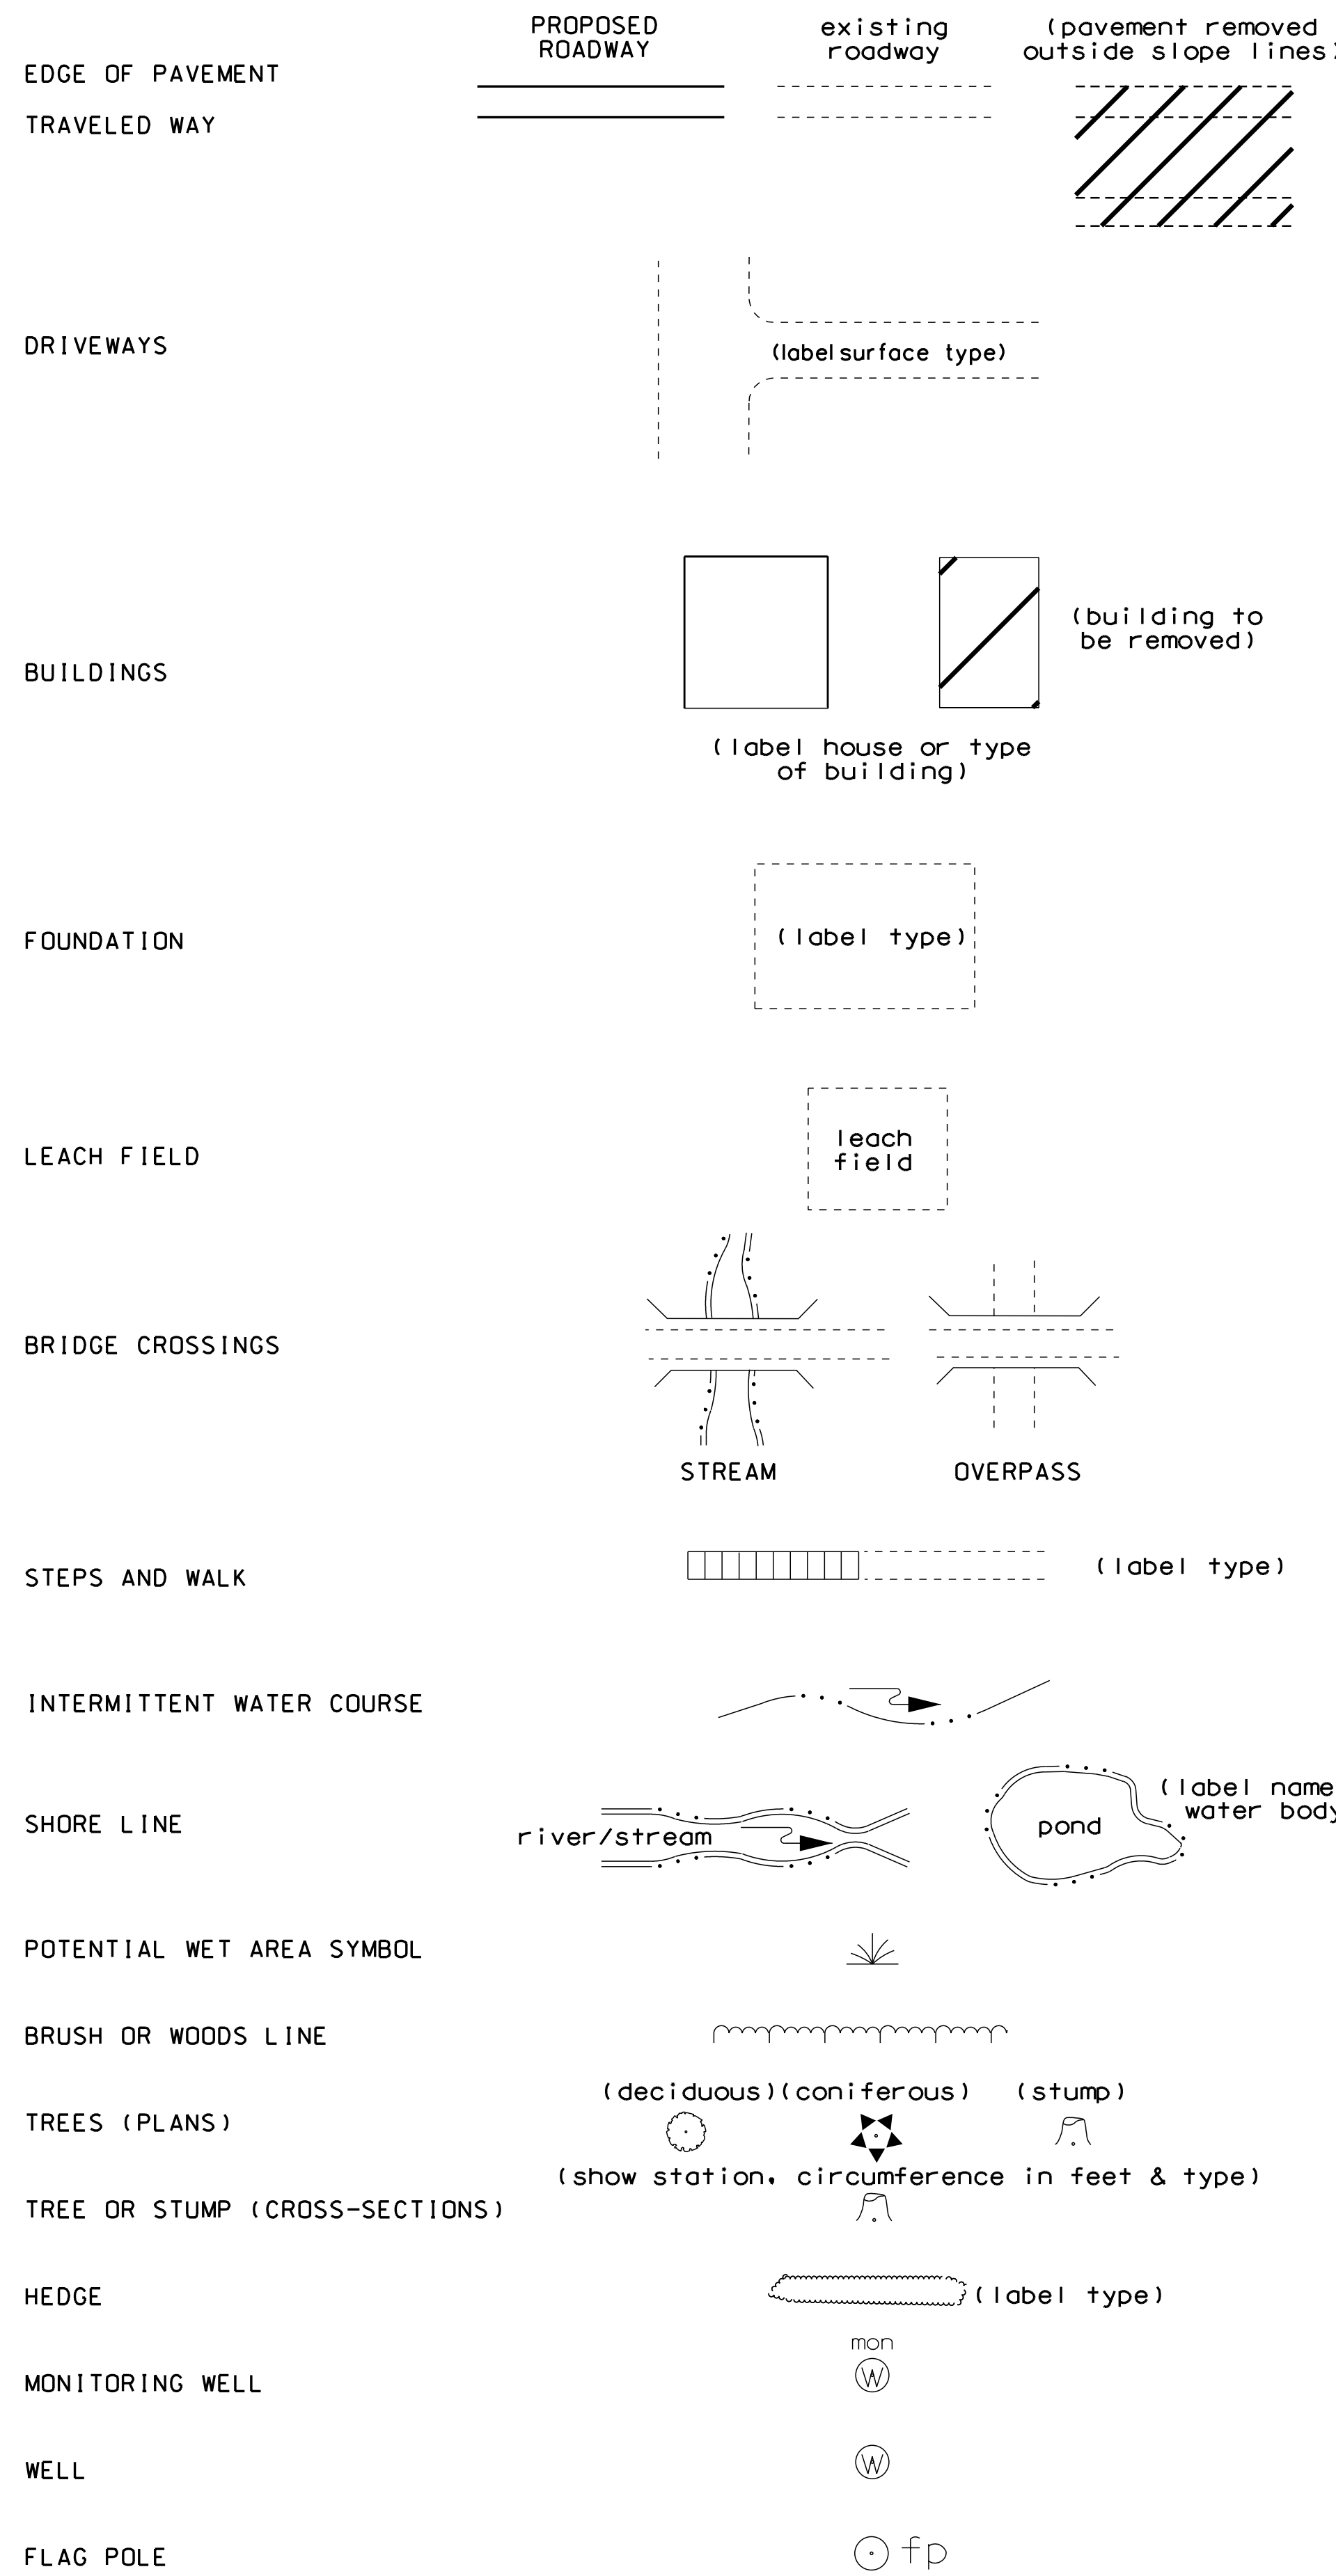 PROPOSED
ROADWAY
existing
roadway
(pavement removed
outside slope lines)
EDGE OF PAVEMENT
TRAVELED WAY
DRIVEWAYS
(label surface type)
BUILDINGS
(building to
be removed)
(label house or type
of building)
FOUNDATION
(label type)
LEACH FIELD
leach
field
BRIDGE CROSSINGS
STREAM
OVERPASS
STEPS AND WALK
(label type)
INTERMITTENT WATER COURSE
SHORE LINE
river/stream
pond
(label name
water body
POTENTIAL WET AREA SYMBOL
BRUSH OR WOODS LINE
(deciduous)(coniferous)
(stump)
TREES (PLANS)
(show station, circumference in feet & type)
TREE OR STUMP (CROSS-SECTIONS)
HEDGE
(label type)
mon
MONITORING WELL
W
WELL
W
FLAG POLE
fp